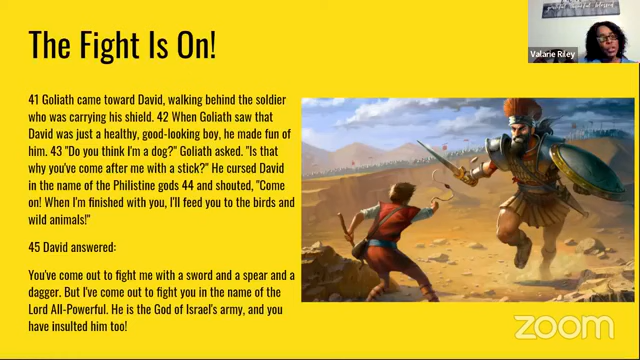 The Fight Is On!
41 Goliath came toward David, walking behind the soldier
who was carrying his shield. 42 When Goliath saw that
David was just a healthy, good-looking boy, he made fun of
him. 43 "Do you think I'm a dog?" Goliath asked. "Is that
why you've come after me with a stick?" He cursed David
in the name of the Philistine gods 44 and shouted, "Come
on! When I'm finished with you, I'll feed you to the birds and
wild animals!"
45 David answered:
You've come out to fight me with a sword and a spear and a
dagger. But I've come out to fight you in the name of the
Lord All-Powerful. He is the God of Israel's army, and you
have insulted him too!
Valarie Riley
zoom